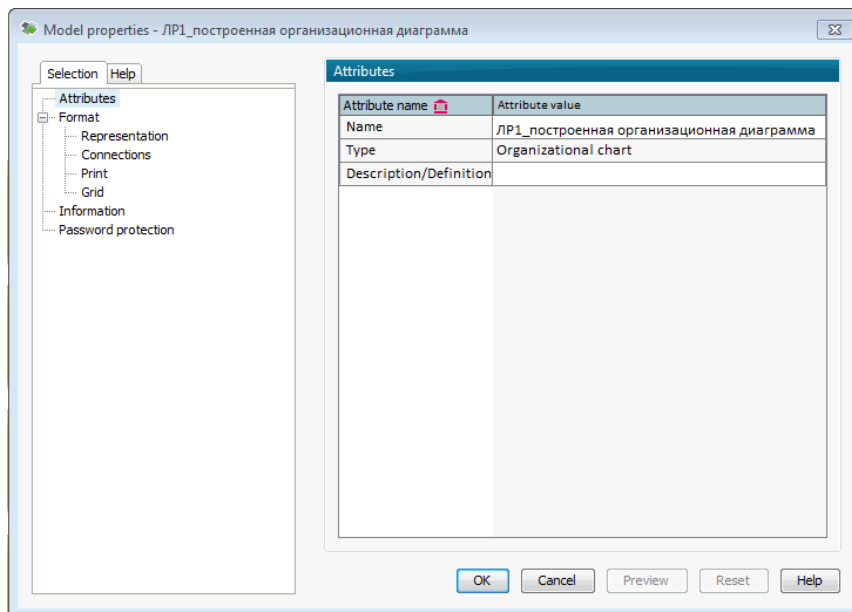 Model properties - ЛР1_построенная организационная диаграмма
Selection Help
Attributes
Format
Representation
Connections
Print
Grid
Information
Password protection
Attributes
Attribute name Attribute value
Name ЛР1_построенная организационная диаграмма
Type Organizational chart
Description/Definition
OK Cancel Preview Reset Help